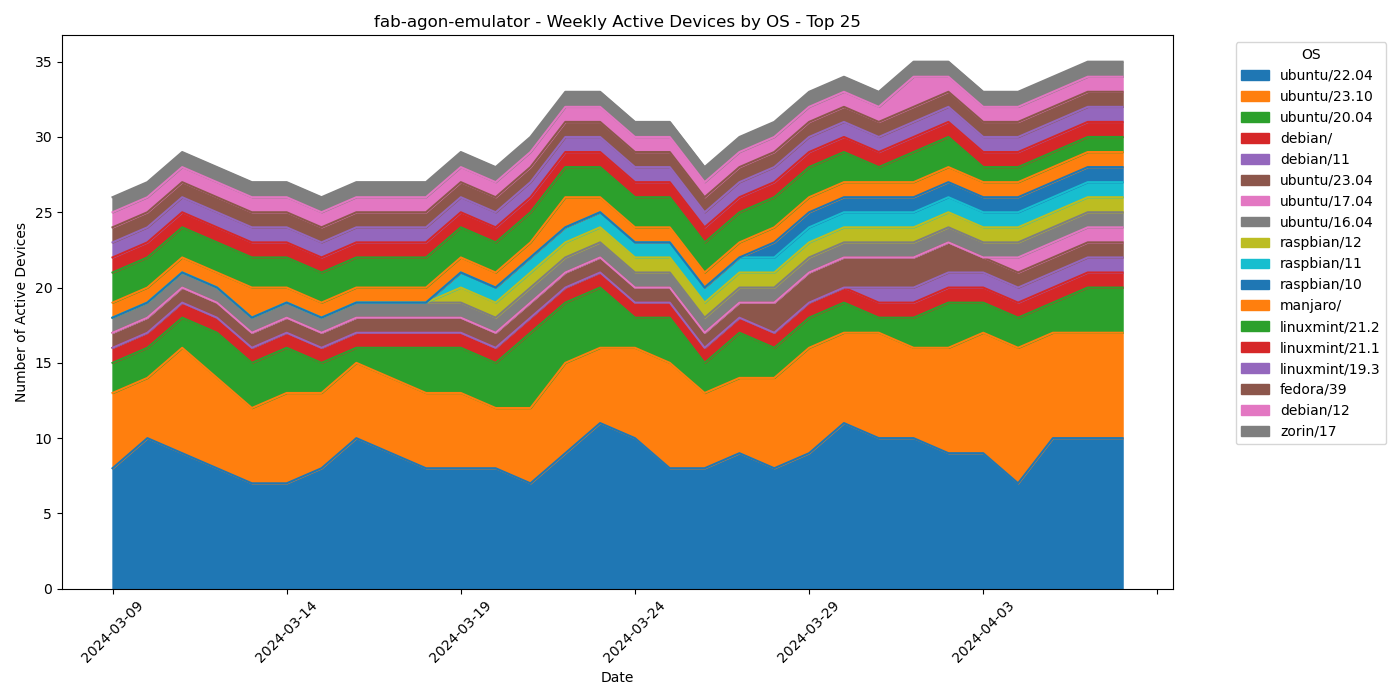 fab-agon-emulator - Weekly Active Devices by OS - Top 25
Number of Active Devices
35
30
25
20
15
10
5
0
2024-03-09
2024-03-14
2024-03-19
2024-03-24
2024-03-29
2024-04-03
Date
OS
ubuntu/22.04
ubuntu/23.10
ubuntu/20.04
debian/
debian/11
ubuntu/23.04
ubuntu/17.04
ubuntu/16.04
raspbian/12
raspbian/11
raspbian/10
manjaro/
linuxmint/21.2
linuxmint/21.1
linuxmint/19.3
fedora/39
debian/12
zorin/17